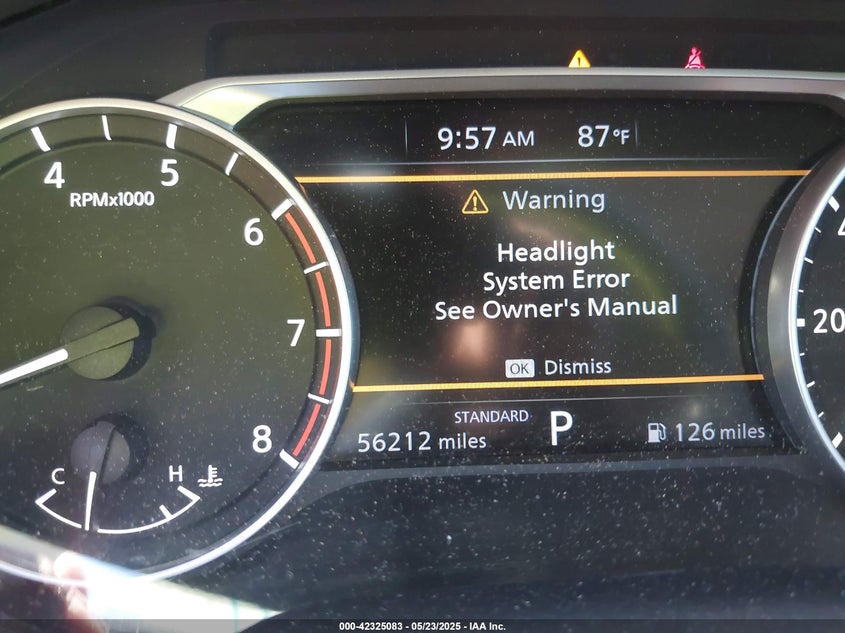 9:57 AM 87°F
4 5
RPMx1000
Warning
6
Headlight
System Error
See Owner's Manual
7
20
OK Dismiss
STANDARD
8
56212 miles P 126 miles
C H
000-42325083 - 05/23/2025 - IAA Inc.